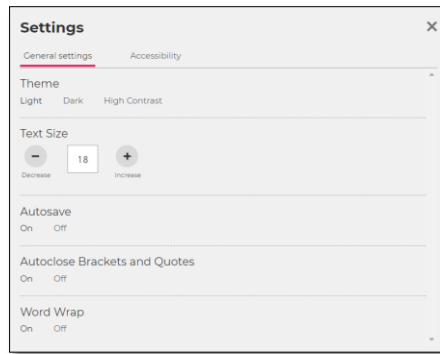 Settings
General settings Accessibility
Theme
Light Dark High Contrast
Text Size
18
Decrease Increase
Autosave
On Off
Autoclose Brackets and Quotes
On Off
Word Wrap
On Off